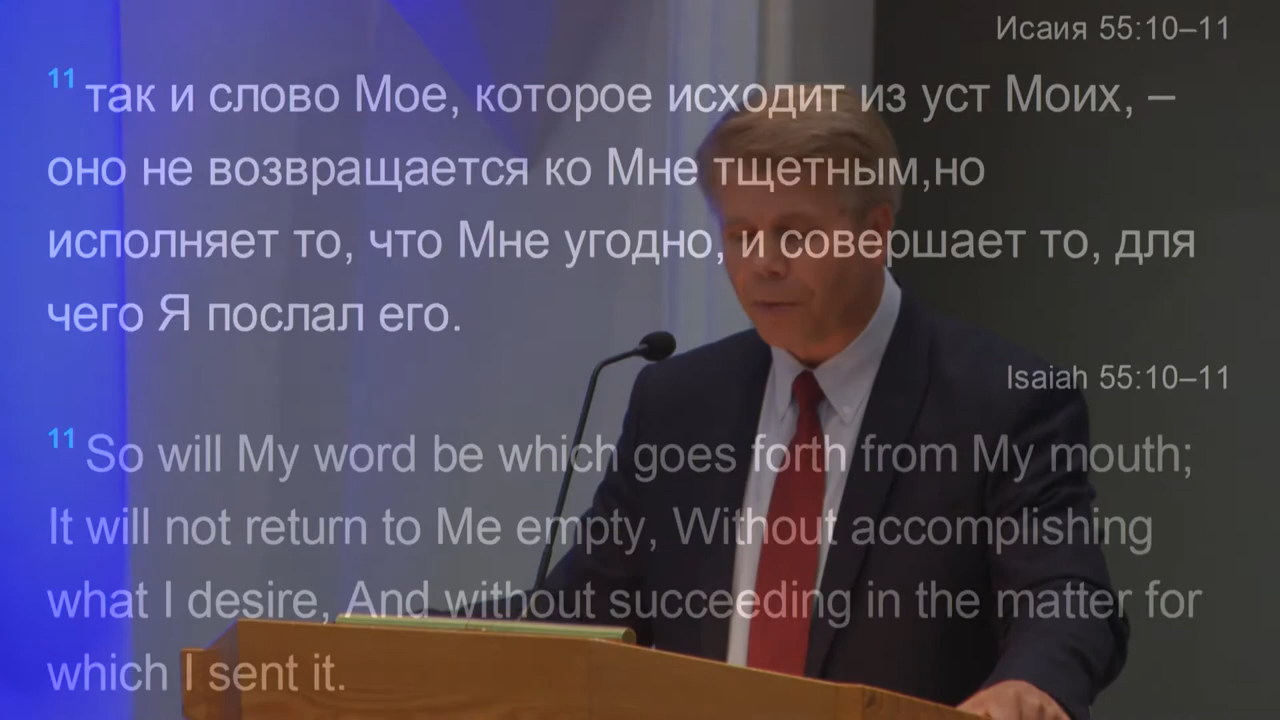 Исаия 55:10–11
11 так и слово Мое, которое исходит из уст Моих, –
оно не возвращается ко Мне тщетным,но
исполняет то, что Мне угодно, и совершает то, для
чего Я послал его.
Isaiah 55:10–11
11 So will My word be which goes forth from My mouth;
It will not return to Me empty, Without accomplishing
what I desire, And without succeeding in the matter for
which I sent it.